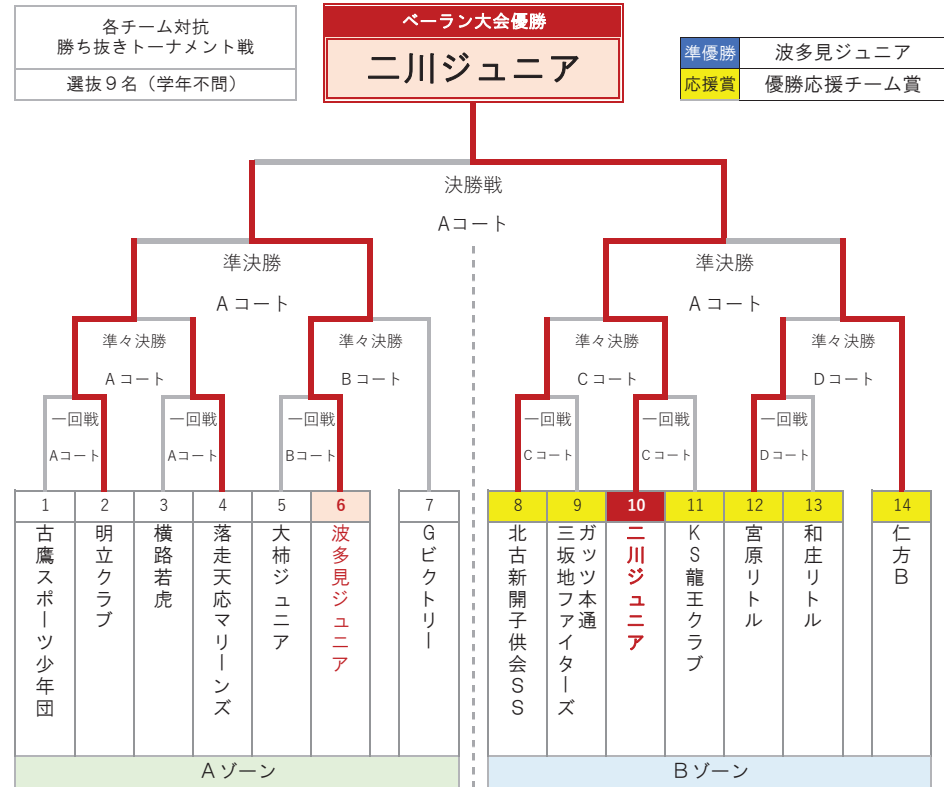 各チーム対抗
勝ち抜きトーナメント戦
選抜９名（学年不問）
ベーラン大会優勝
二川ジュニア
準優勝 波多見ジュニア
応援賞 優勝応援チーム賞
決勝戦
Aコート
準決勝
Aコート
準決勝
Aコート
準々決勝
Aコート
準々決勝
Bコート
準々決勝
Cコート
準々決勝
Dコート
一回戦
Aコート
一回戦
Aコート
一回戦
Bコート
一回戦
Cコート
一回戦
Cコート
一回戦
Dコート
1
古鷹スポーツ少年団
2
明立クラブ
3
横路若虎
4
落走天応マリーンズ
5
大柿ジュニア
6
波多見ジュニア
7
Gビクトリー
8
北古新開子供会ＳＳ
9
ガッツ本通
三坂地ファイターズ
10
二川ジュニア
11
ＫＳ龍王クラブ
12
宮原リトル
13
和庄リトル
14
仁方Ｂ
Aゾーン
Bゾーン